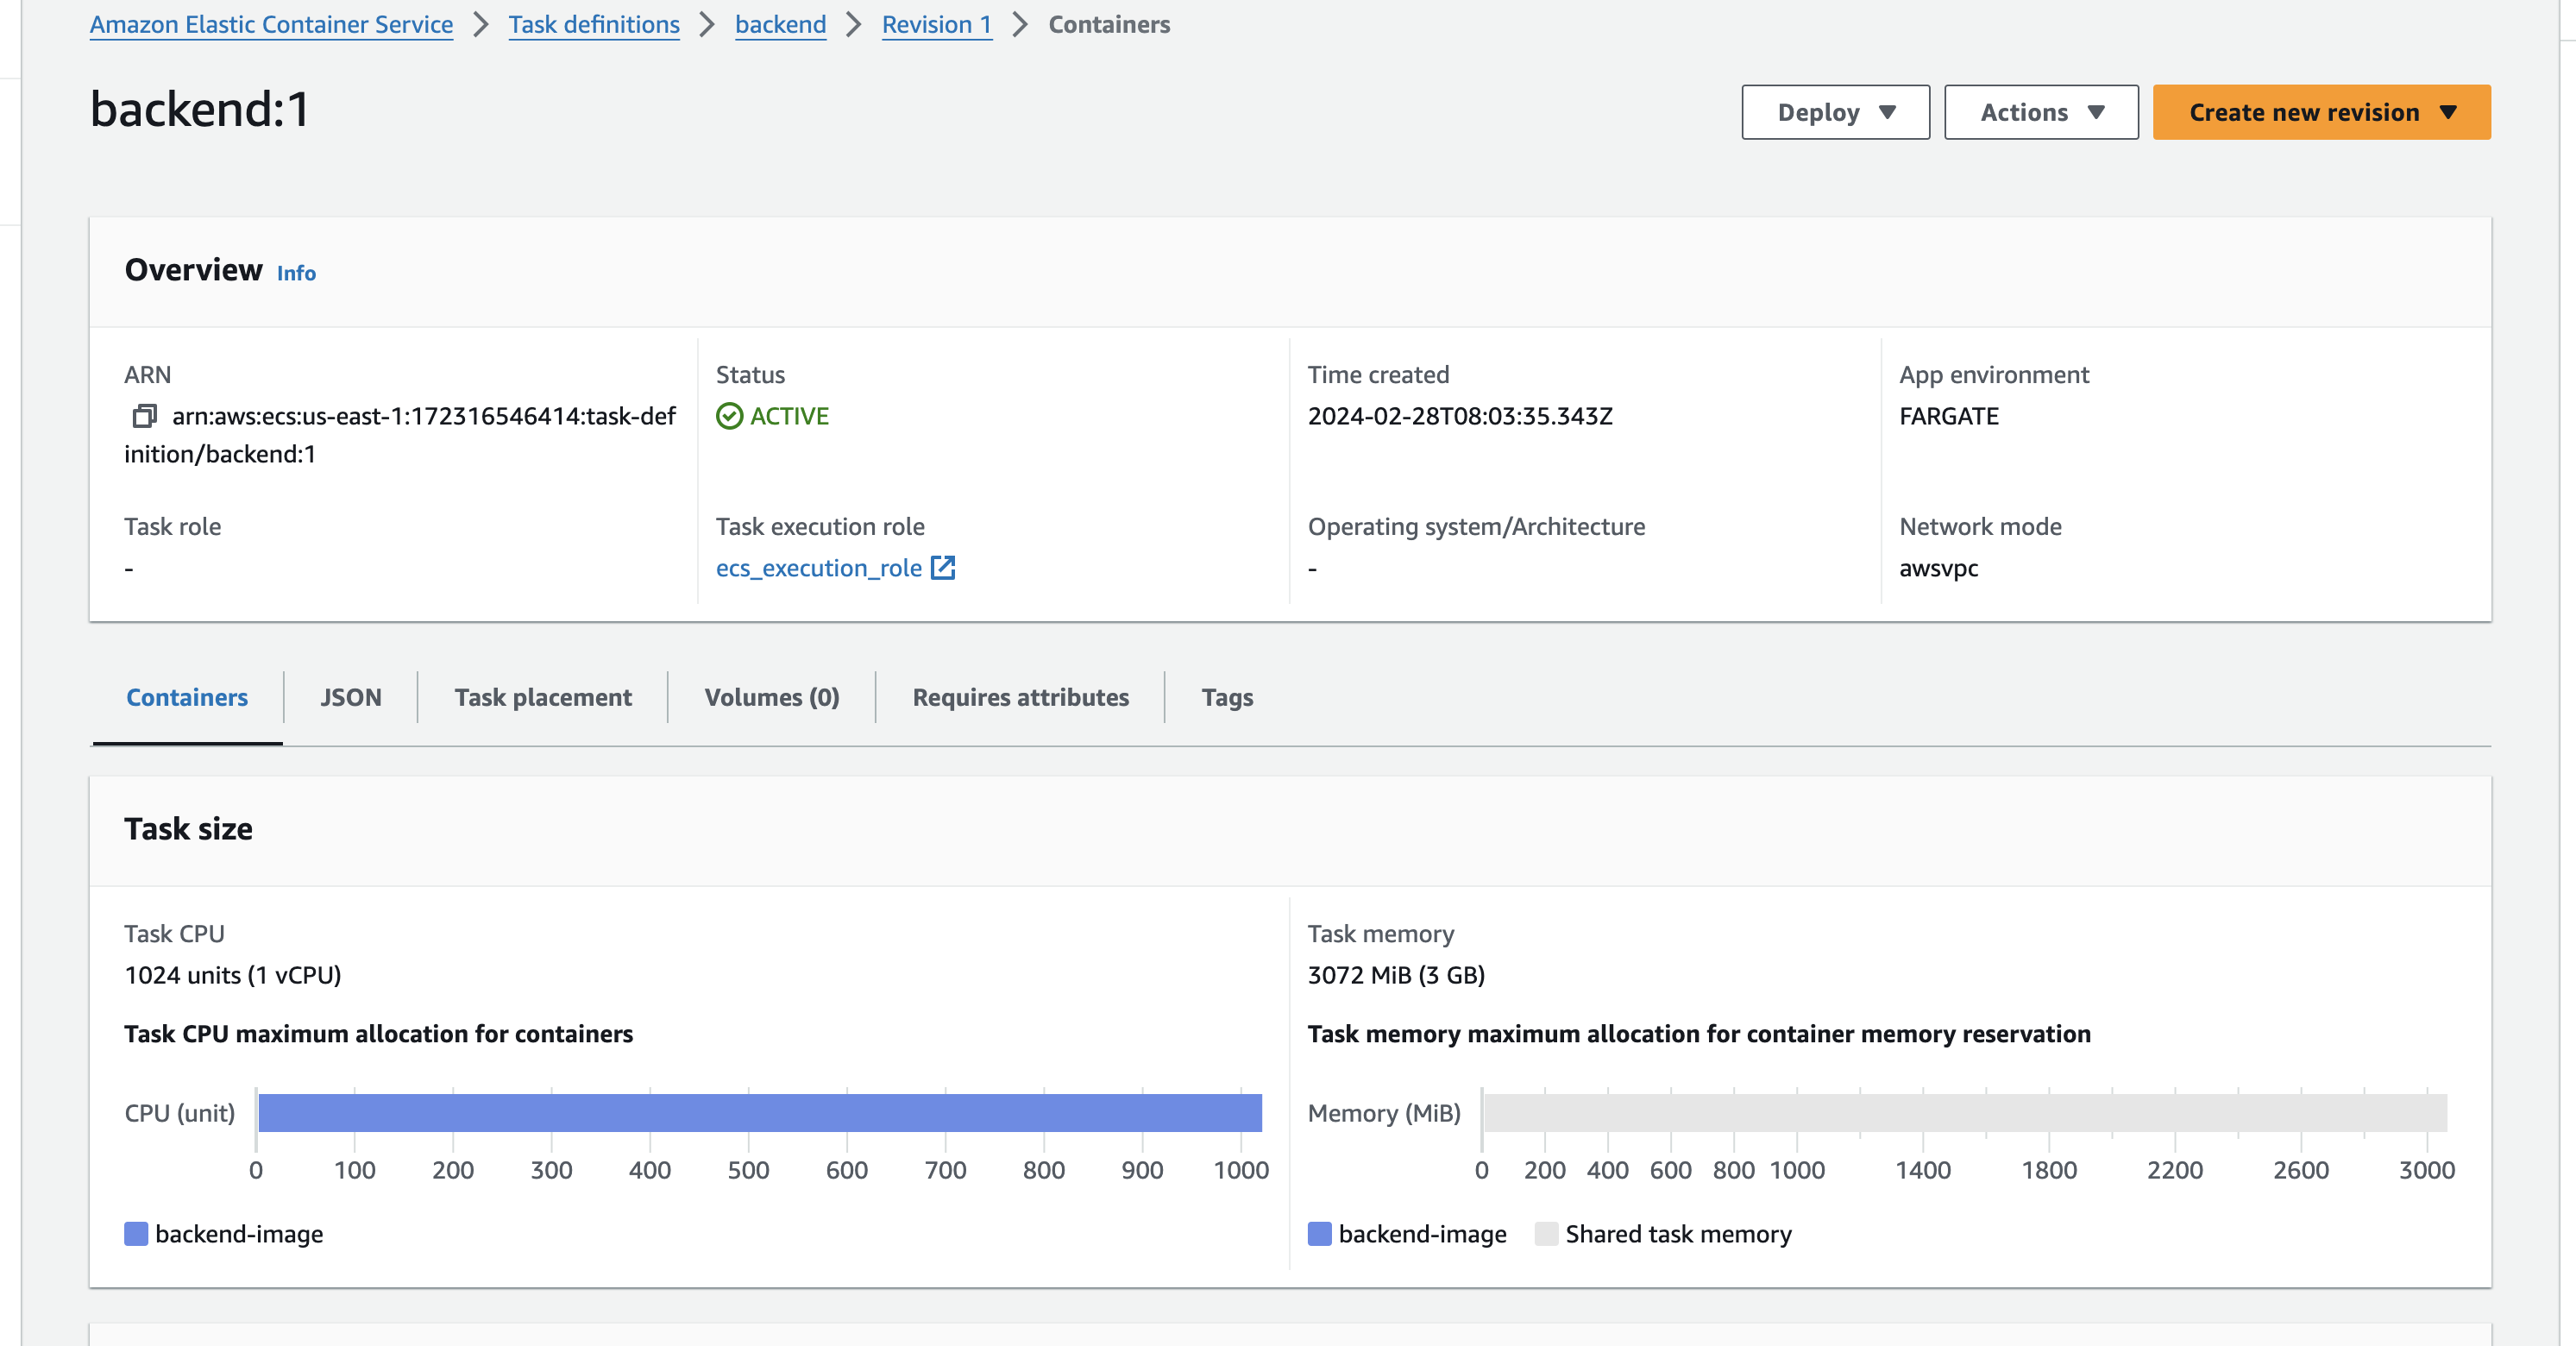 Amazon Elastic Container Service > Task definitions > backend > Revision 1 > Containers
backend:1
Deploy Actions Create new revision
Overview Info
ARN
arn:aws:ecs:us-east-1:172316546414:task-def
inition/backend:1
Status
ACTIVE
Time created
2024-02-28T08:03:35.343Z
App environment
FARGATE
Task role
-
Task execution role
ecs_execution_role
Operating system/Architecture
-
Network mode
awsvpc
Containers JSON Task placement Volumes (0) Requires attributes Tags
Task size
Task CPU
1024 units (1 vCPU)
Task CPU maximum allocation for containers
CPU (unit)
0 100 200 300 400 500 600 700 800 900 1000
backend-image
Task memory
3072 MiB (3 GB)
Task memory maximum allocation for container memory reservation
Memory (MiB)
0 200 400 600 800 1000 1400 1800 2200 2600 3000
backend-image Shared task memory